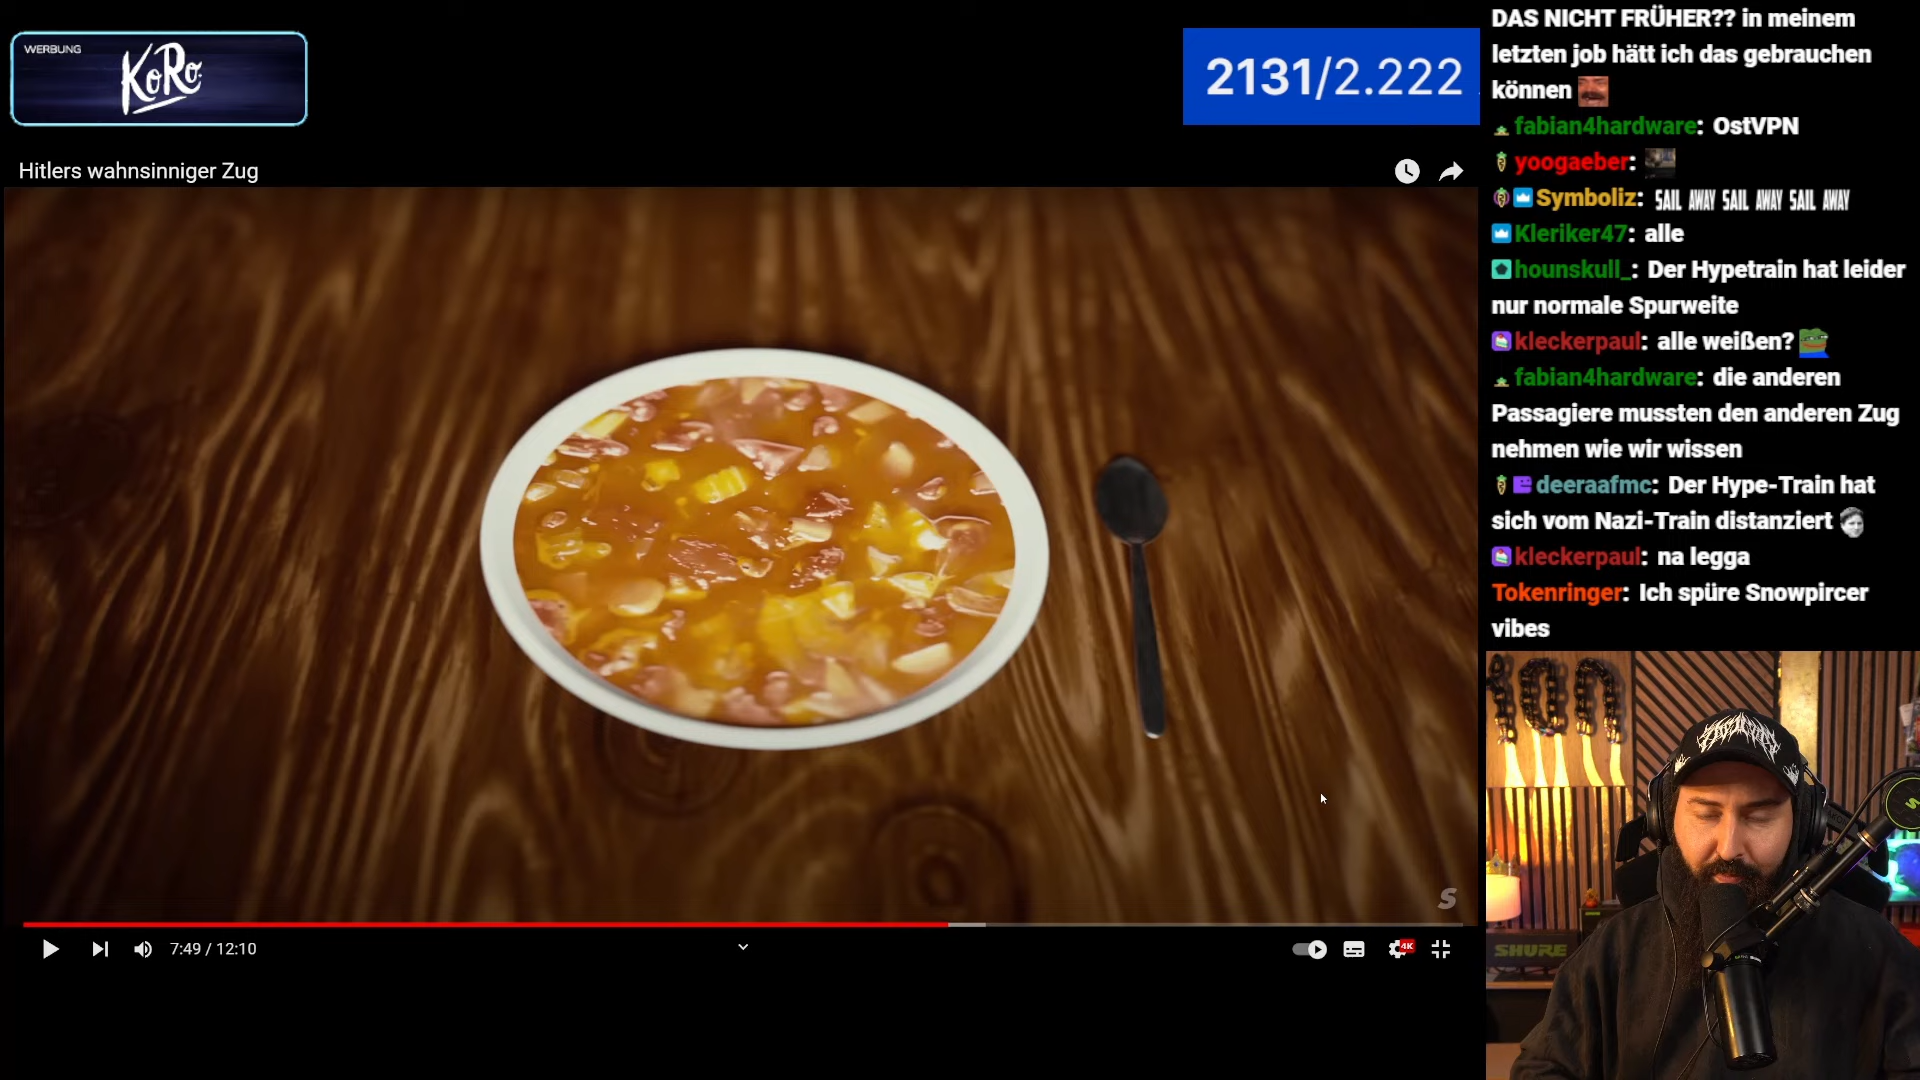 WERBUNG
KoRo
2131/2.222
Hitlers wahnsinniger Zug
S
7:49 / 12:10
4K
DAS NICHT FRÜHER?? in meinem
letzten job hätt ich das gebrauchen
können
fabian4hardware: OstVPN
yoogaeber:
Symboliz: SAIL AWAY SAIL AWAY SAIL AWAY
Kleriker47: alle
hounskull_: Der Hypetrain hat leider
nur normale Spurweite
kleckerpaul: alle weißen?
fabian4hardware: die anderen
Passagiere mussten den anderen Zug
nehmen wie wir wissen
deeraafmc: Der Hype-Train hat
sich vom Nazi-Train distanziert
kleckerpaul: na legga
Tokenringer: Ich spüre Snowpircer
vibes
SHURE